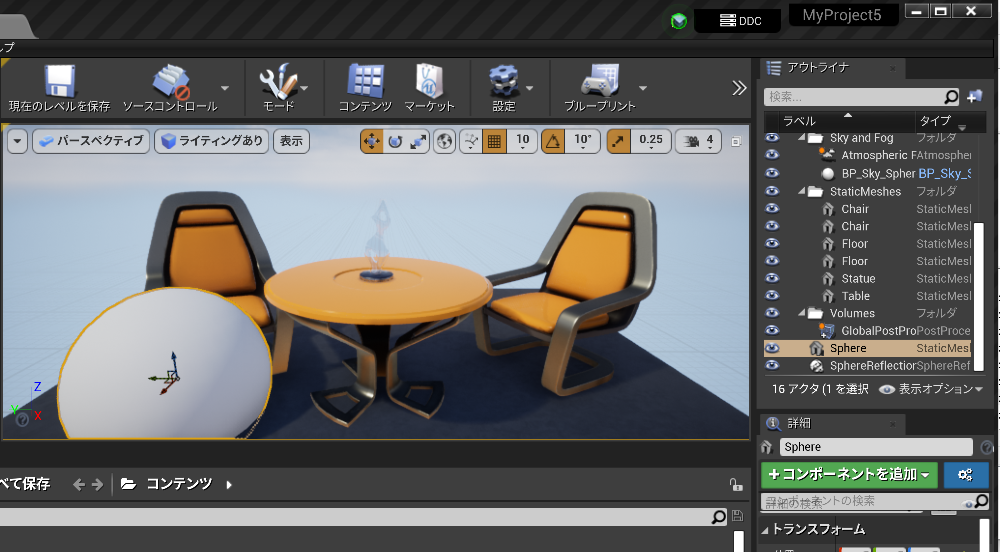 DDC
MyProject5
ルプ
現在のレベルを保存
ソースコントロール
モード
コンテンツ
マーケット
設定
ブループリント
アウトライナ
検索...
ラベル タイプ
パースペクティブ
ライティングあり
表示
10
10°
0.25
4
Sky and Fog フォルダ
Atmospheric F Atmospher
BP_Sky_Spher BP_Sky_S
StaticMeshes フォルダ
Chair StaticMesl
Chair StaticMesl
Floor StaticMesl
Floor StaticMesl
Statue StaticMesl
Table StaticMesl
Volumes フォルダ
GlobalPostPro PostProce
Sphere StaticMesl
SphereReflection SphereRef
16 アクタ (1 を選択
表示オプション
Z
Y
X
詳細
Sphere
コンポーネントを追加
コンポーネントの検索
詳細の検索
トランスフォーム
べて保存
コンテンツ